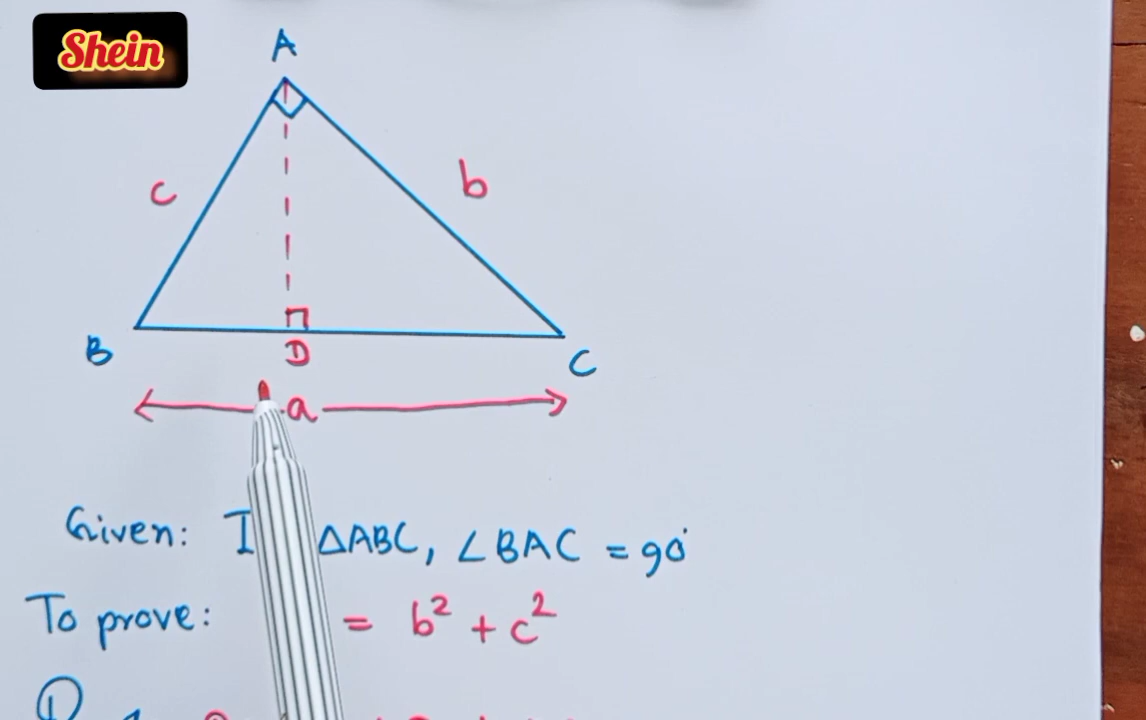 Shein
A
c
b
B
D
C
a
Given: I ΔABC, ∠BAC = 90°
To prove: = b² + c²